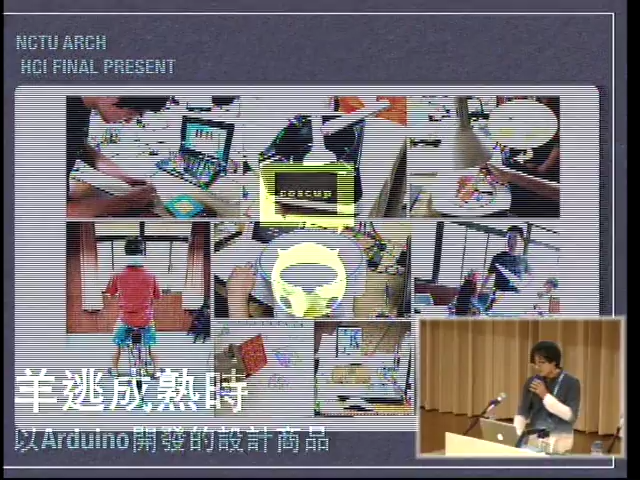 NCTU ARCH
HCI FINAL PRESENT
coscup
羊逃成熟時
以Arduino開發的設計商品